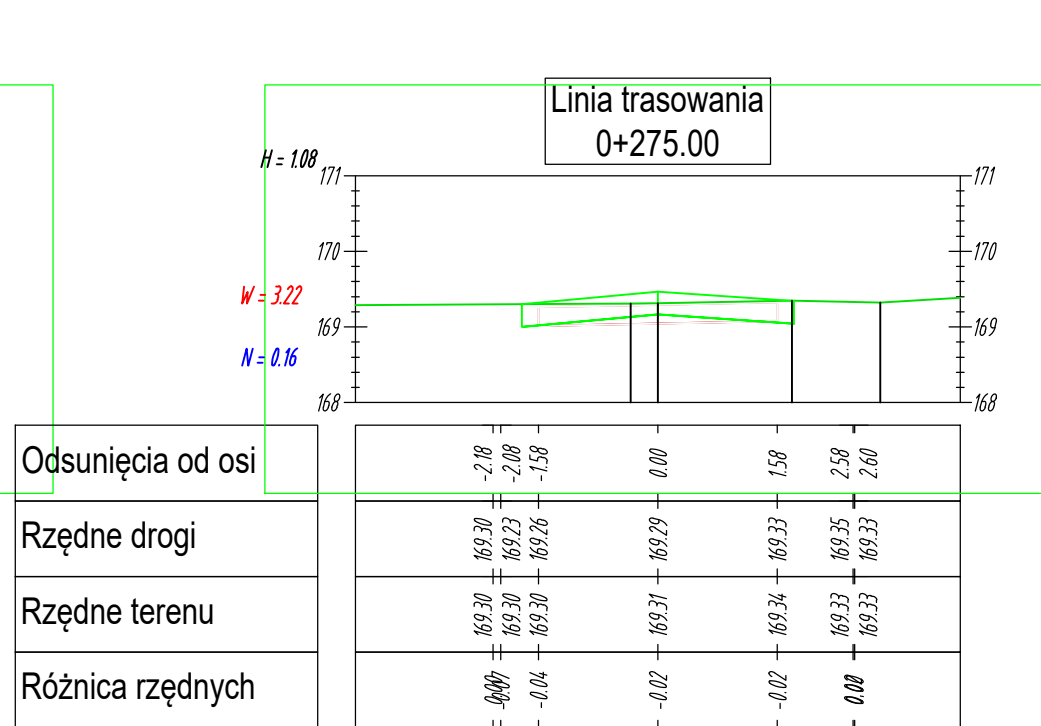 Linia trasowania
0+275.00
H = 1.08
171
171
170
170
W = 3.22
169
169
N = 0.16
168
168
Odsunięcia od osi
-2.18 -2.08 -1.58 0.00 1.58 2.58 2.60
Rzędne drogi
169.30 169.23 169.26 169.29 169.33 169.35 169.33
Rzędne terenu
169.30 169.30 169.30 169.31 169.34 169.33 169.33
Różnica rzędnych
-0.04 -0.02 -0.02